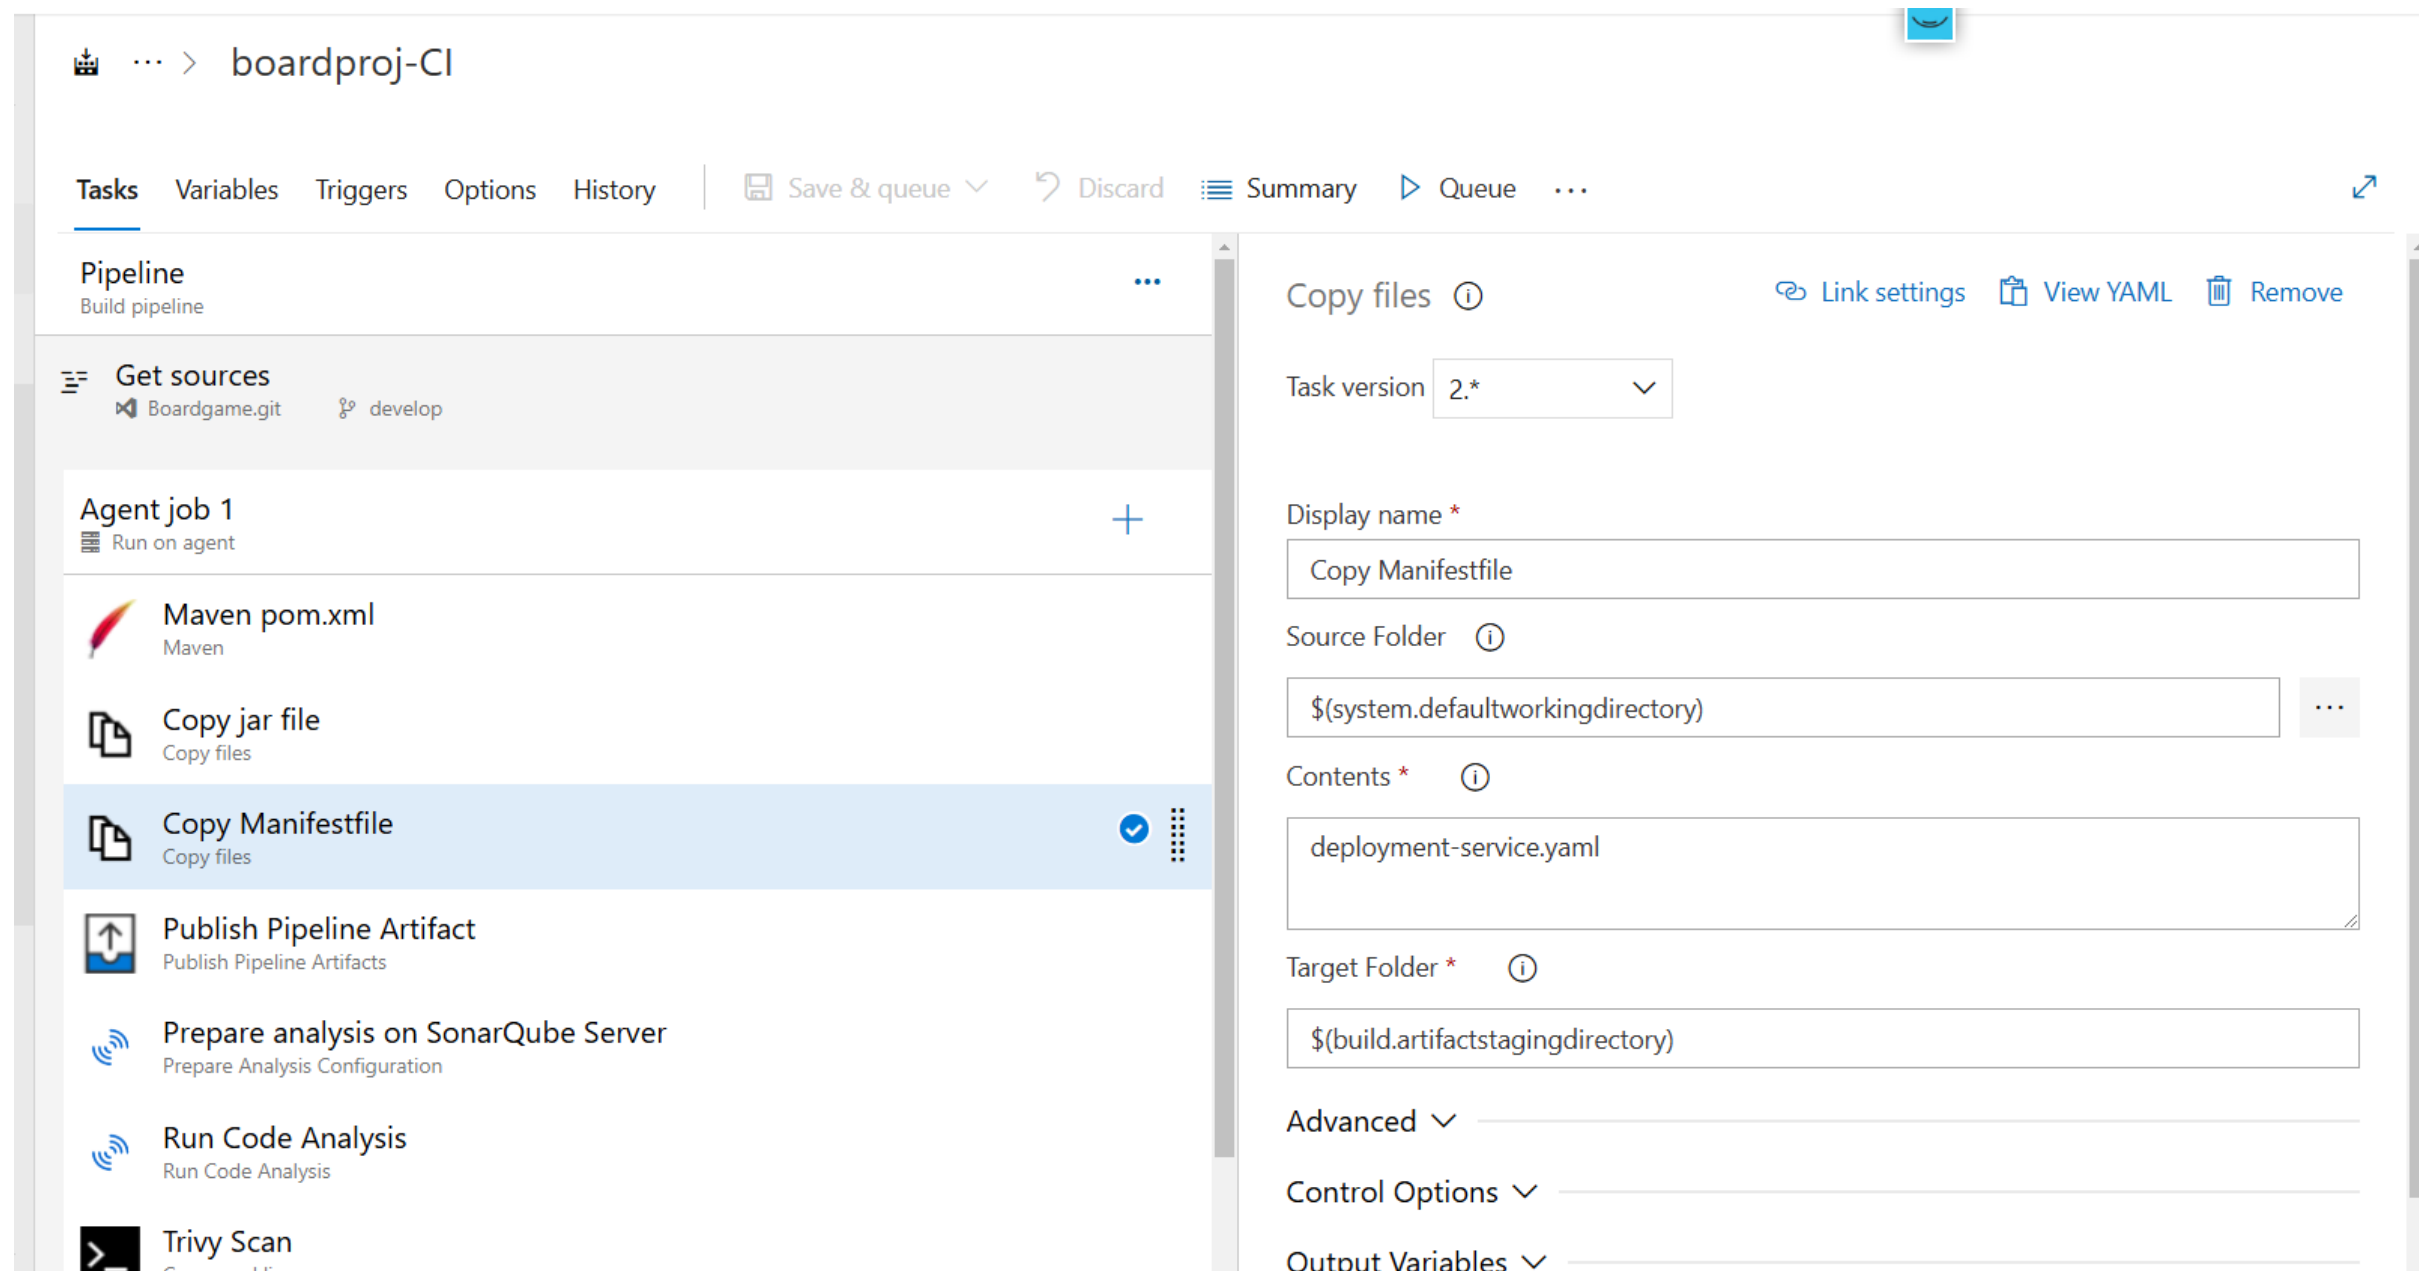 ... > boardproj-CI
Tasks Variables Triggers Options History Save & queue Discard Summary Queue ...
Pipeline
Build pipeline
Get sources
Boardgame.git develop
Agent job 1
Run on agent
Maven pom.xml
Maven
Copy jar file
Copy files
Copy Manifestfile
Copy files
Publish Pipeline Artifact
Publish Pipeline Artifacts
Prepare analysis on SonarQube Server
Prepare Analysis Configuration
Run Code Analysis
Run Code Analysis
Trivy Scan
Copy files Link settings View YAML Remove
Task version 2.*
Display name *
Copy Manifestfile
Source Folder
$(system.defaultworkingdirectory)
Contents *
deployment-service.yaml
Target Folder *
$(build.artifactstagingdirectory)
Advanced
Control Options
Output Variables